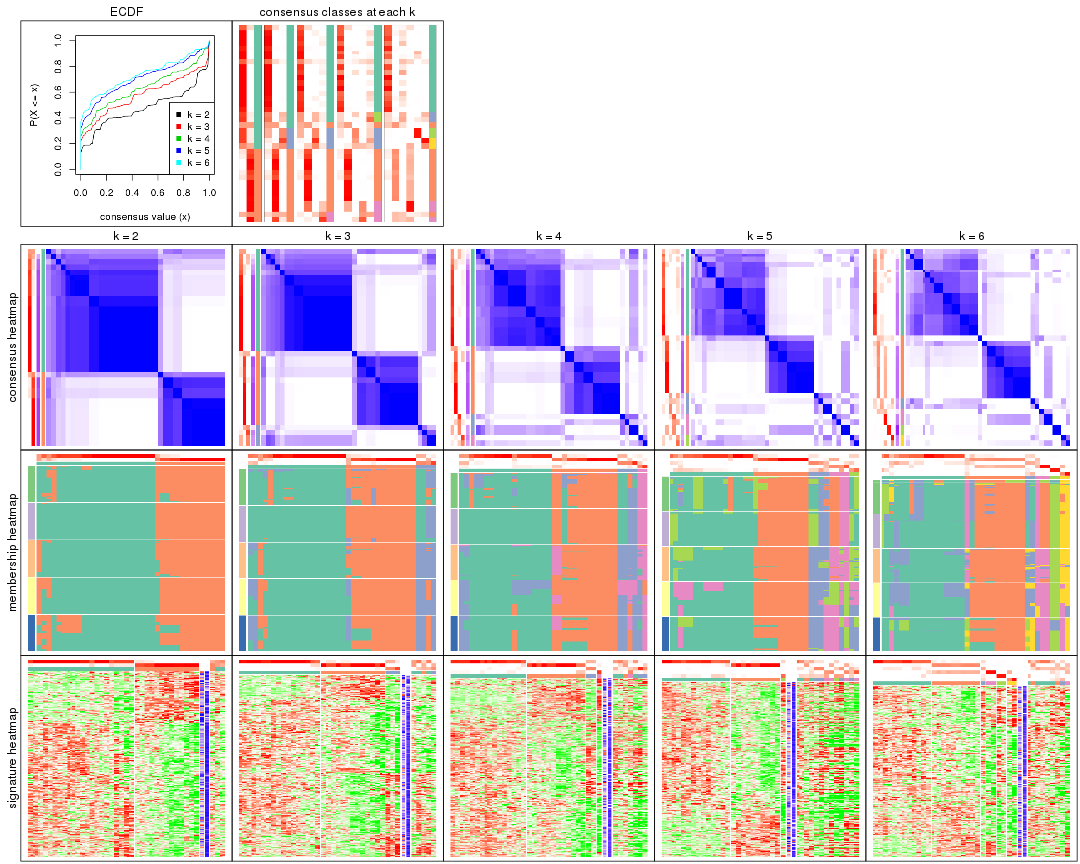 ECDF
consensus classes at each k
P(X <= x)
0.0 0.2 0.4 0.6 0.8 1.0
k = 2
k = 3
k = 4
k = 5
k = 6
0.0 0.2 0.4 0.6 0.8 1.0
consensus value (x)
k = 2
k = 3
k = 4
k = 5
k = 6
consensus heatmap
membership heatmap
signature heatmap